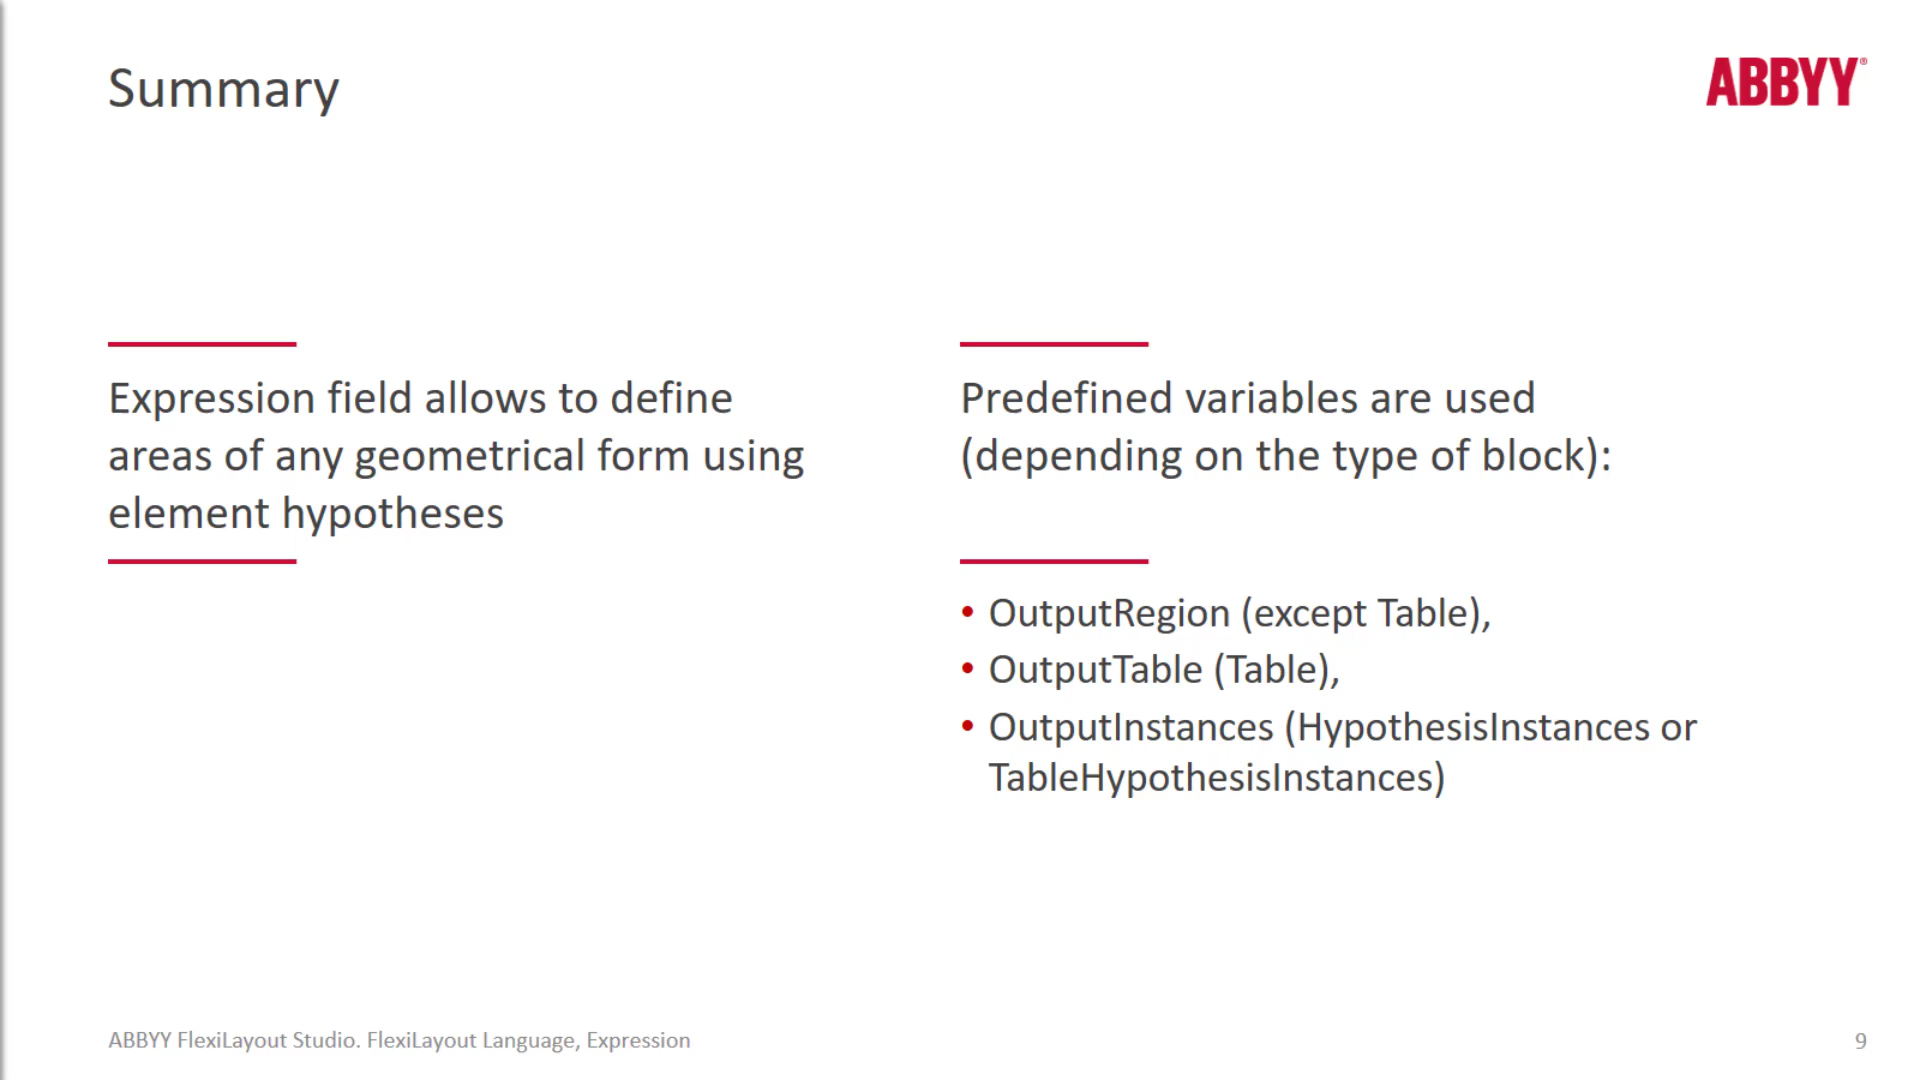 Summary
ABBYY®
Expression field allows to define
areas of any geometrical form using
element hypotheses
Predefined variables are used
(depending on the type of block):
• OutputRegion (except Table),
• OutputTable (Table),
• OutputInstances (HypothesisInstances or
TableHypothesisInstances)
ABBYY FlexiLayout Studio. FlexiLayout Language, Expression
9